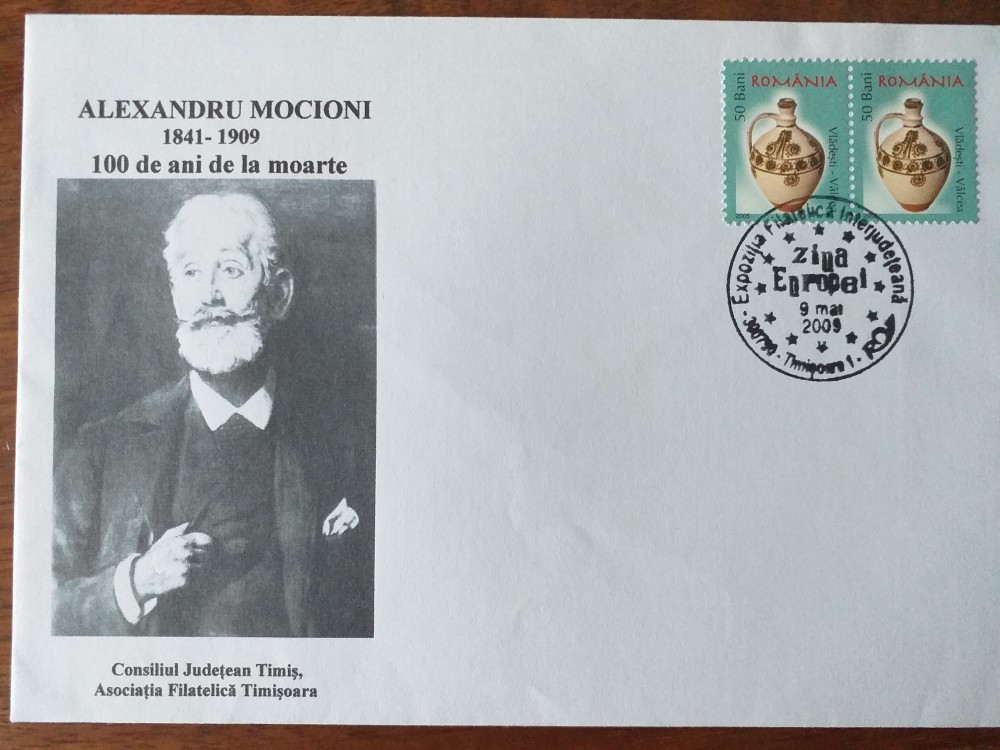 ALEXANDRU MOCIONI
1841- 1909
100 de ani de la moarte
Consiliul Județean Timiș,
Asociația Filatelică Timișoara
50 Bani
ROMÂNIA
Vlădești - Vâlcea
2005
50 Bani
ROMÂNIA
Vlădești - Vâlcea
- Expoziția Filatelică Interjudețeană
Ziua
Europei
9 mai
2009
300790 - Timișoara 1 -